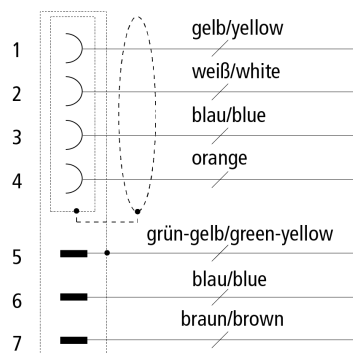 1 gelb/yellow
2 weiß/white
3 blau/blue
4 orange
5 grün-gelb/green-yellow
6 blau/blue
7 braun/brown